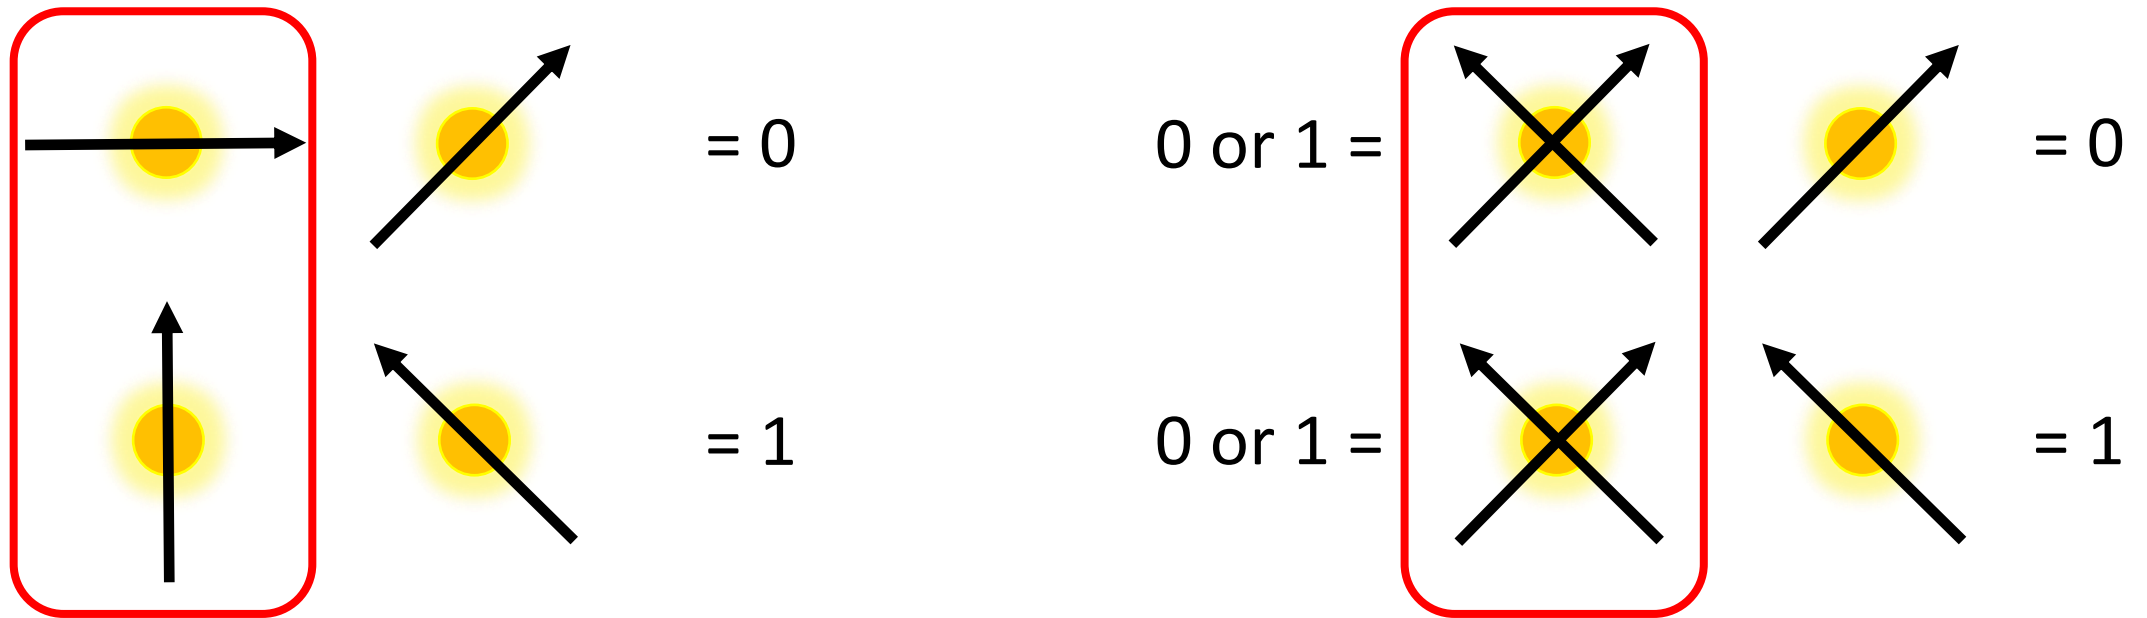 = 0
0 or 1 =
= 0
= 1
0 or 1 =
= 1